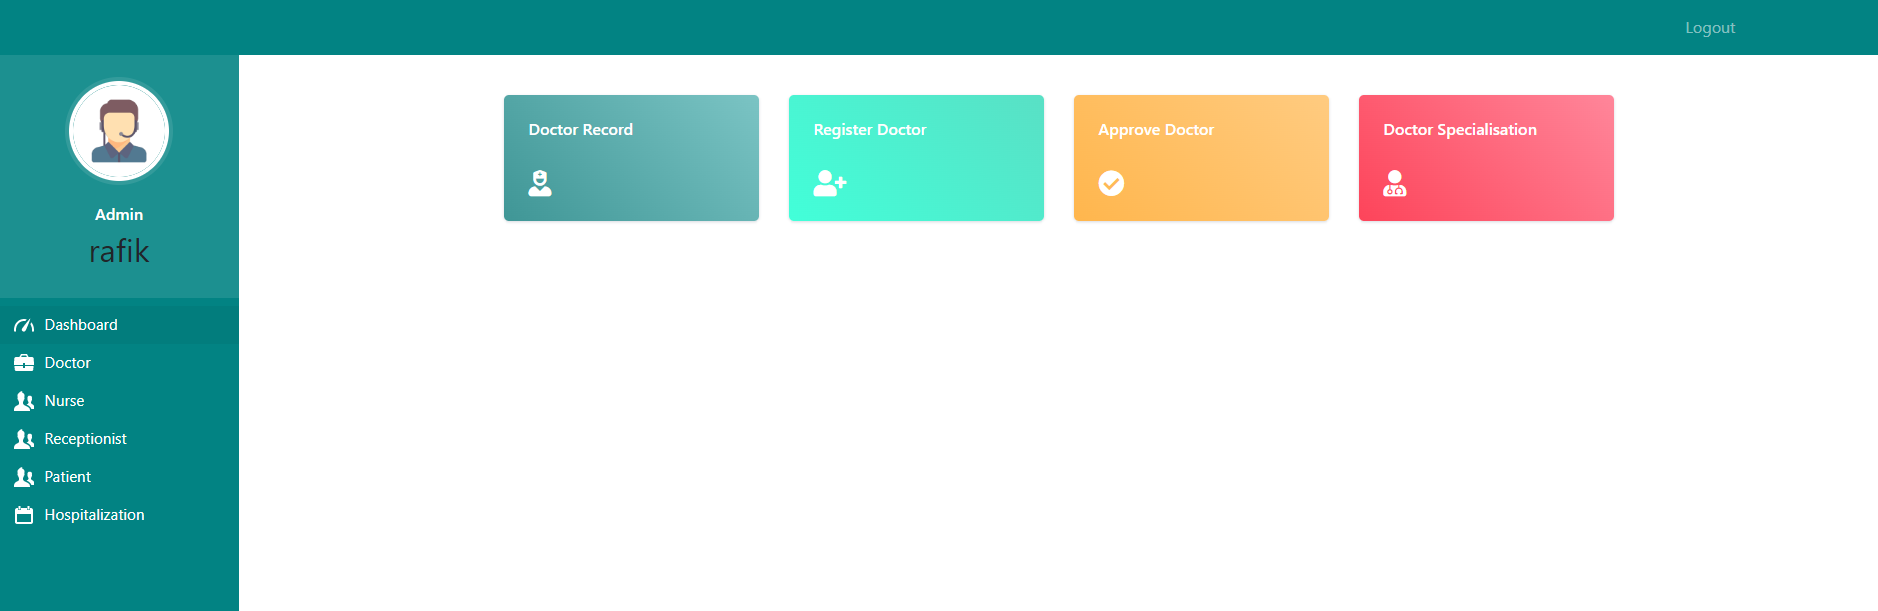 Logout
Admin
rafik
Dashboard
Doctor
Nurse
Receptionist
Patient
Hospitalization
Doctor Record
Register Doctor
Approve Doctor
Doctor Specialisation